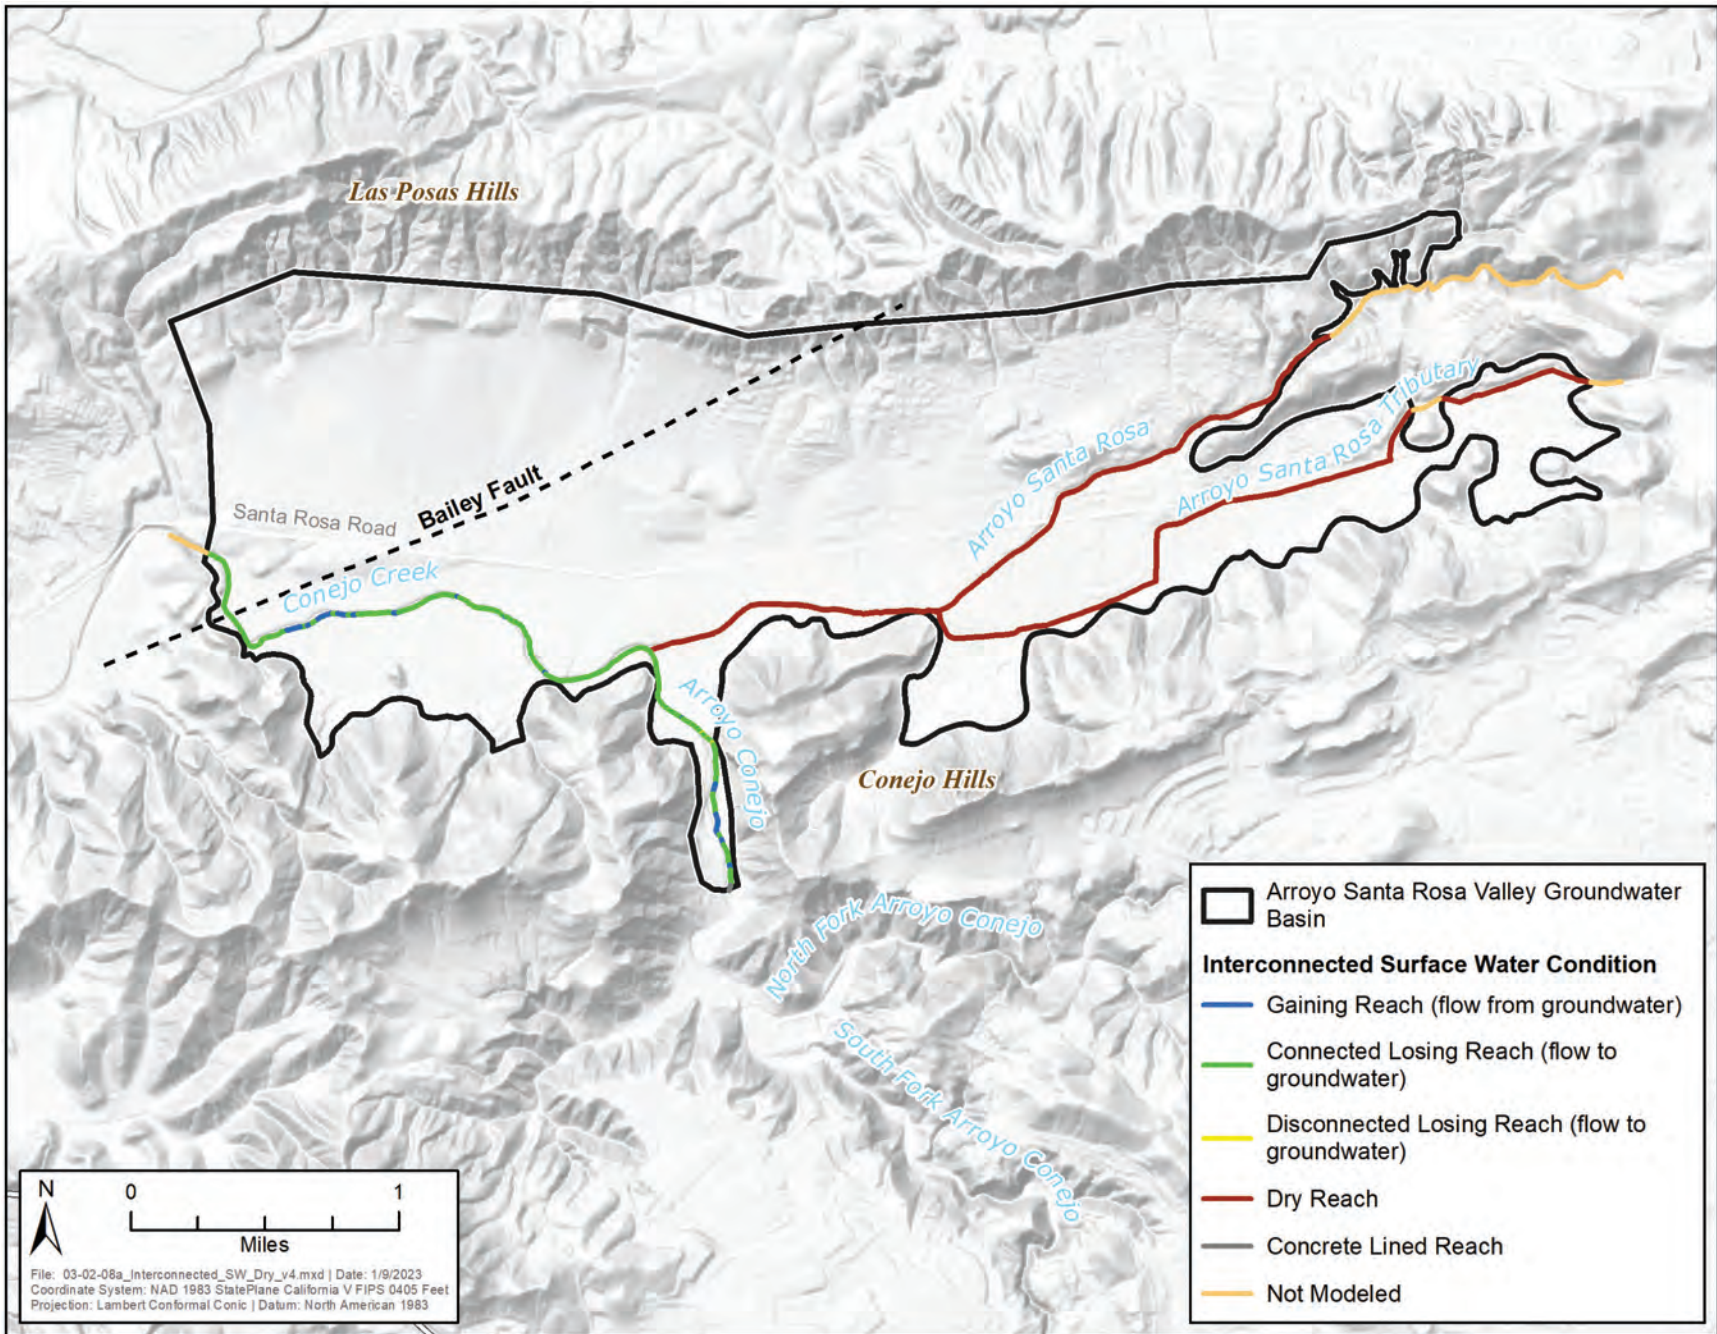 Las Posas Hills
Arroyo Santa Rosa Tributary
Arroyo Santa Rosa
Bailey Fault
Santa Rosa Road
Conejo Creek
Arroyo Conejo
Conejo Hills
North Fork Arroyo Conejo
South Fork Arroyo Conejo
Arroyo Santa Rosa Valley Groundwater
Basin
Interconnected Surface Water Condition
Gaining Reach (flow from groundwater)
Connected Losing Reach (flow to
groundwater)
Disconnected Losing Reach (flow to
groundwater)
Dry Reach
Concrete Lined Reach
Not Modeled
N
0 1
Miles
File: 03-02-08a_Interconnected_SW_Dry_v4.mxd | Date: 1/9/2023
Coordinate System: NAD 1983 StatePlane California V FIPS 0405 Feet
Projection: Lambert Conformal Conic | Datum: North American 1983